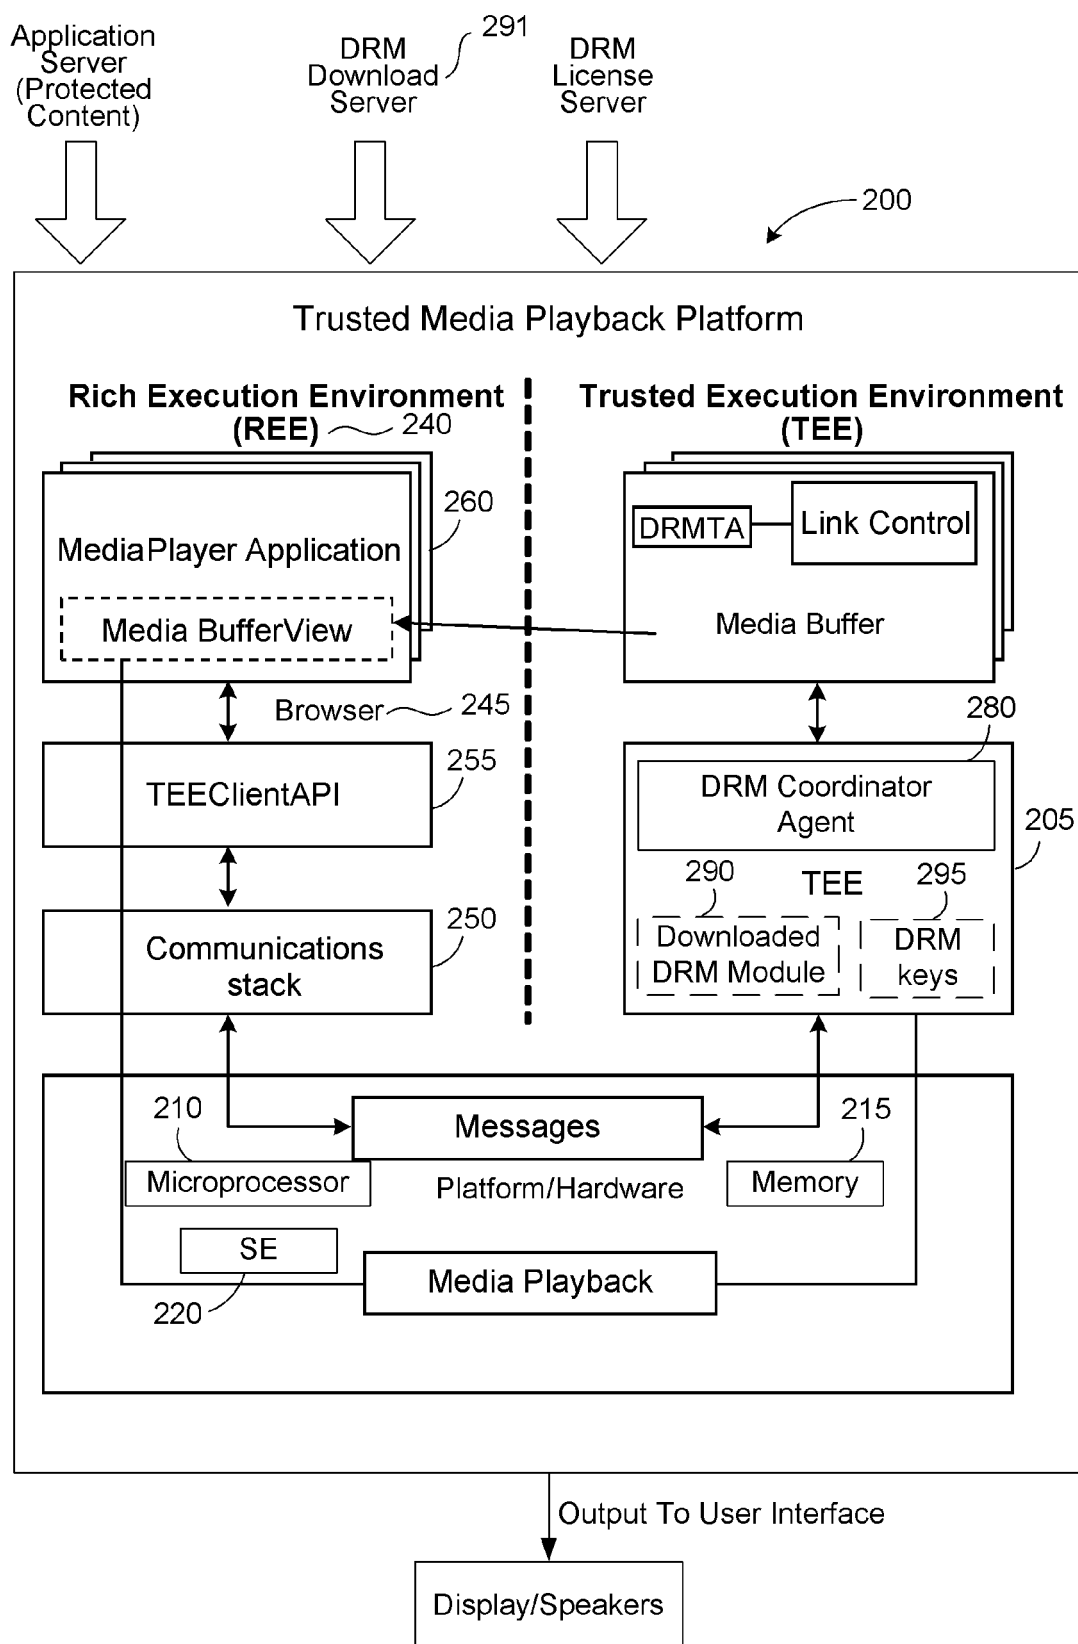 Application
Server
(Protected
Content)
DRM
Download
Server
291
DRM
License
Server
200
Trusted Media Playback Platform
Rich Execution Environment
(REE)
240
Trusted Execution Environment
(TEE)
MediaPlayer Application
260
Media BufferView
DRMTA
Link Control
Media Buffer
Browser
245
280
TEEClientAPI
255
DRM Coordinator
Agent
205
290
TEE
295
Downloaded
DRM Module
DRM
keys
Communications
stack
250
210
Messages
215
Microprocessor
Platform/Hardware
Memory
SE
220
Media Playback
Output To User Interface
Display/Speakers